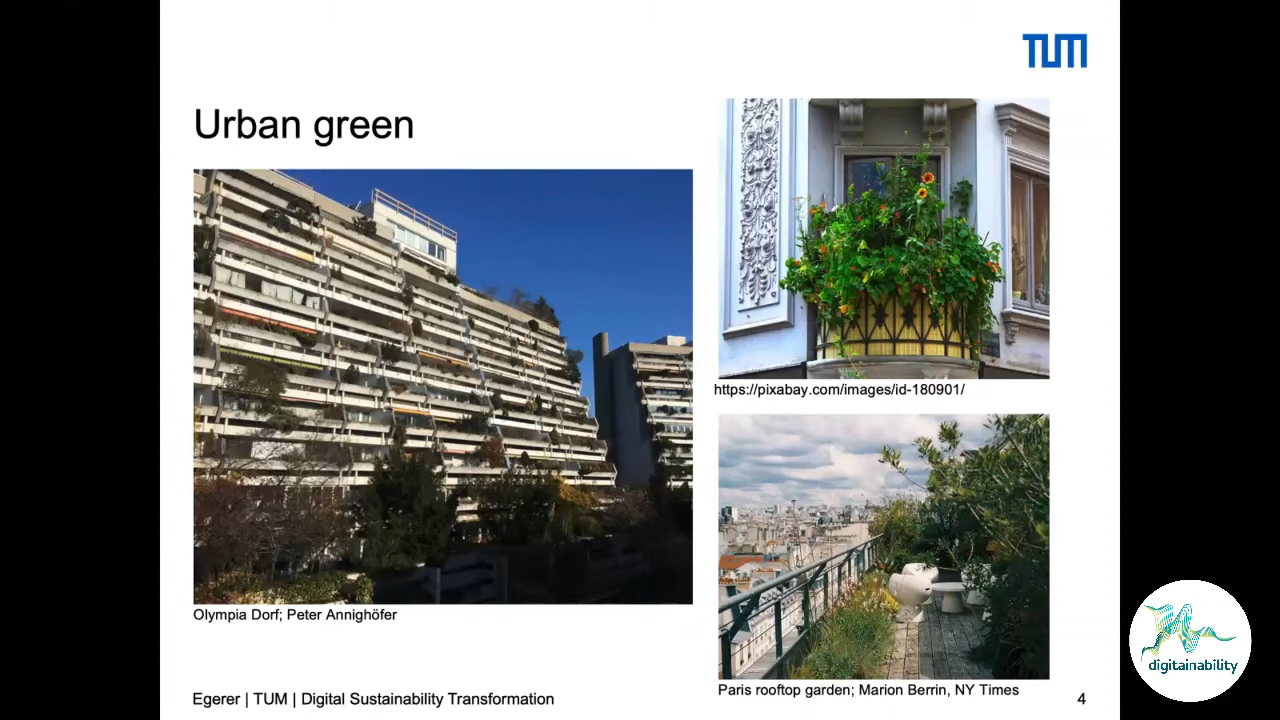 TUM
Urban green
https://pixabay.com/images/id-180901/
Olympia Dorf; Peter Annighöfer
Paris rooftop garden; Marion Berrin, NY Times
Egerer | TUM | Digital Sustainability Transformation
4
digitainability